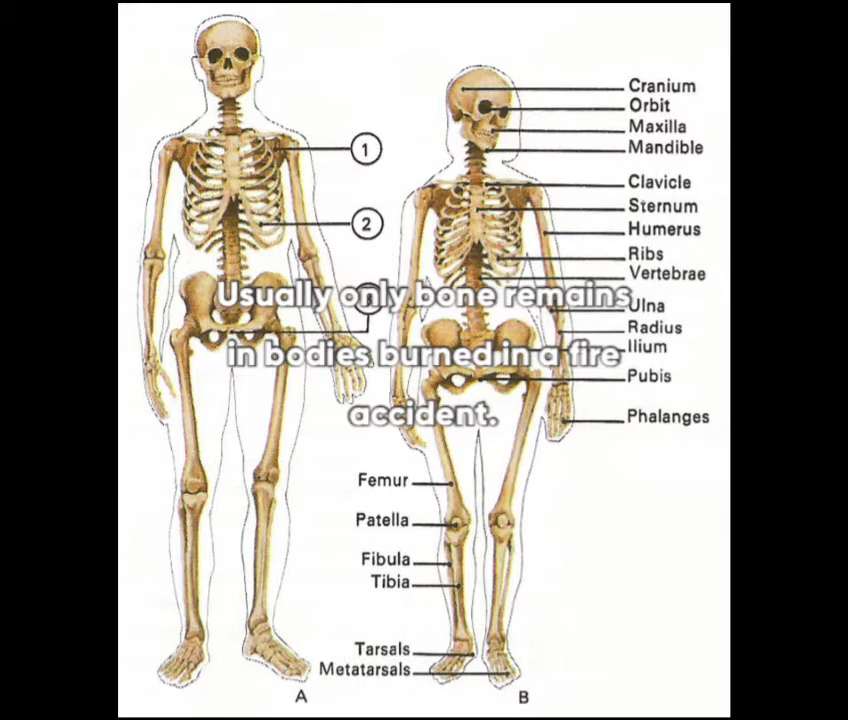 Cranium
Orbit
Maxilla
Mandible
1
Clavicle
Sternum
2
Humerus
Ribs
Vertebrae
Usually only bone remains
Ulna
Radius
in bodies burned in a fire
Ilium
Pubis
accident.
Phalanges
Femur
Patella
Fibula
Tibia
Tarsals
Metatarsals
A
B